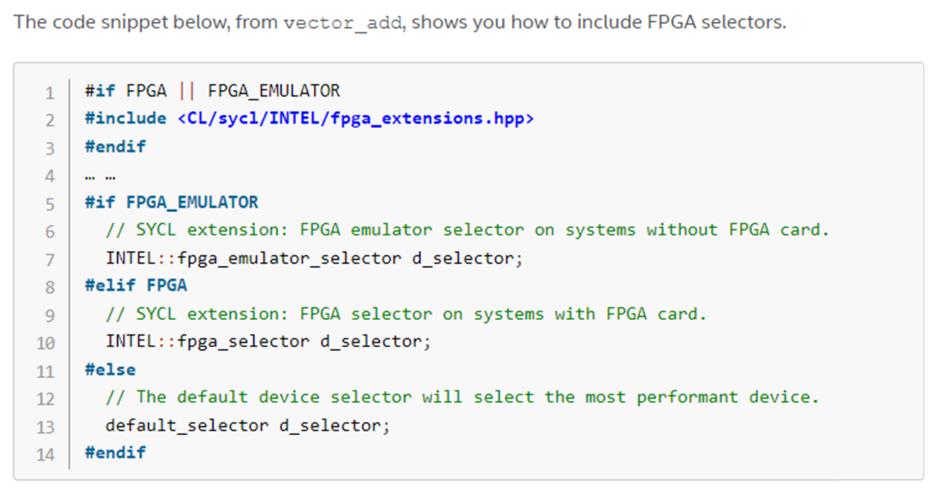 The code snippet below, from vector_add, shows you how to include FPGA selectors.
1 #if FPGA || FPGA_EMULATOR
2 #include <CL/sycl/INTEL/fpga_extensions.hpp>
3 #endif
4 … …
5 #if FPGA_EMULATOR
6 // SYCL extension: FPGA emulator selector on systems without FPGA card.
7 INTEL::fpga_emulator_selector d_selector;
8 #elif FPGA
9 // SYCL extension: FPGA selector on systems with FPGA card.
10 INTEL::fpga_selector d_selector;
11 #else
12 // The default device selector will select the most performant device.
13 default_selector d_selector;
14 #endif